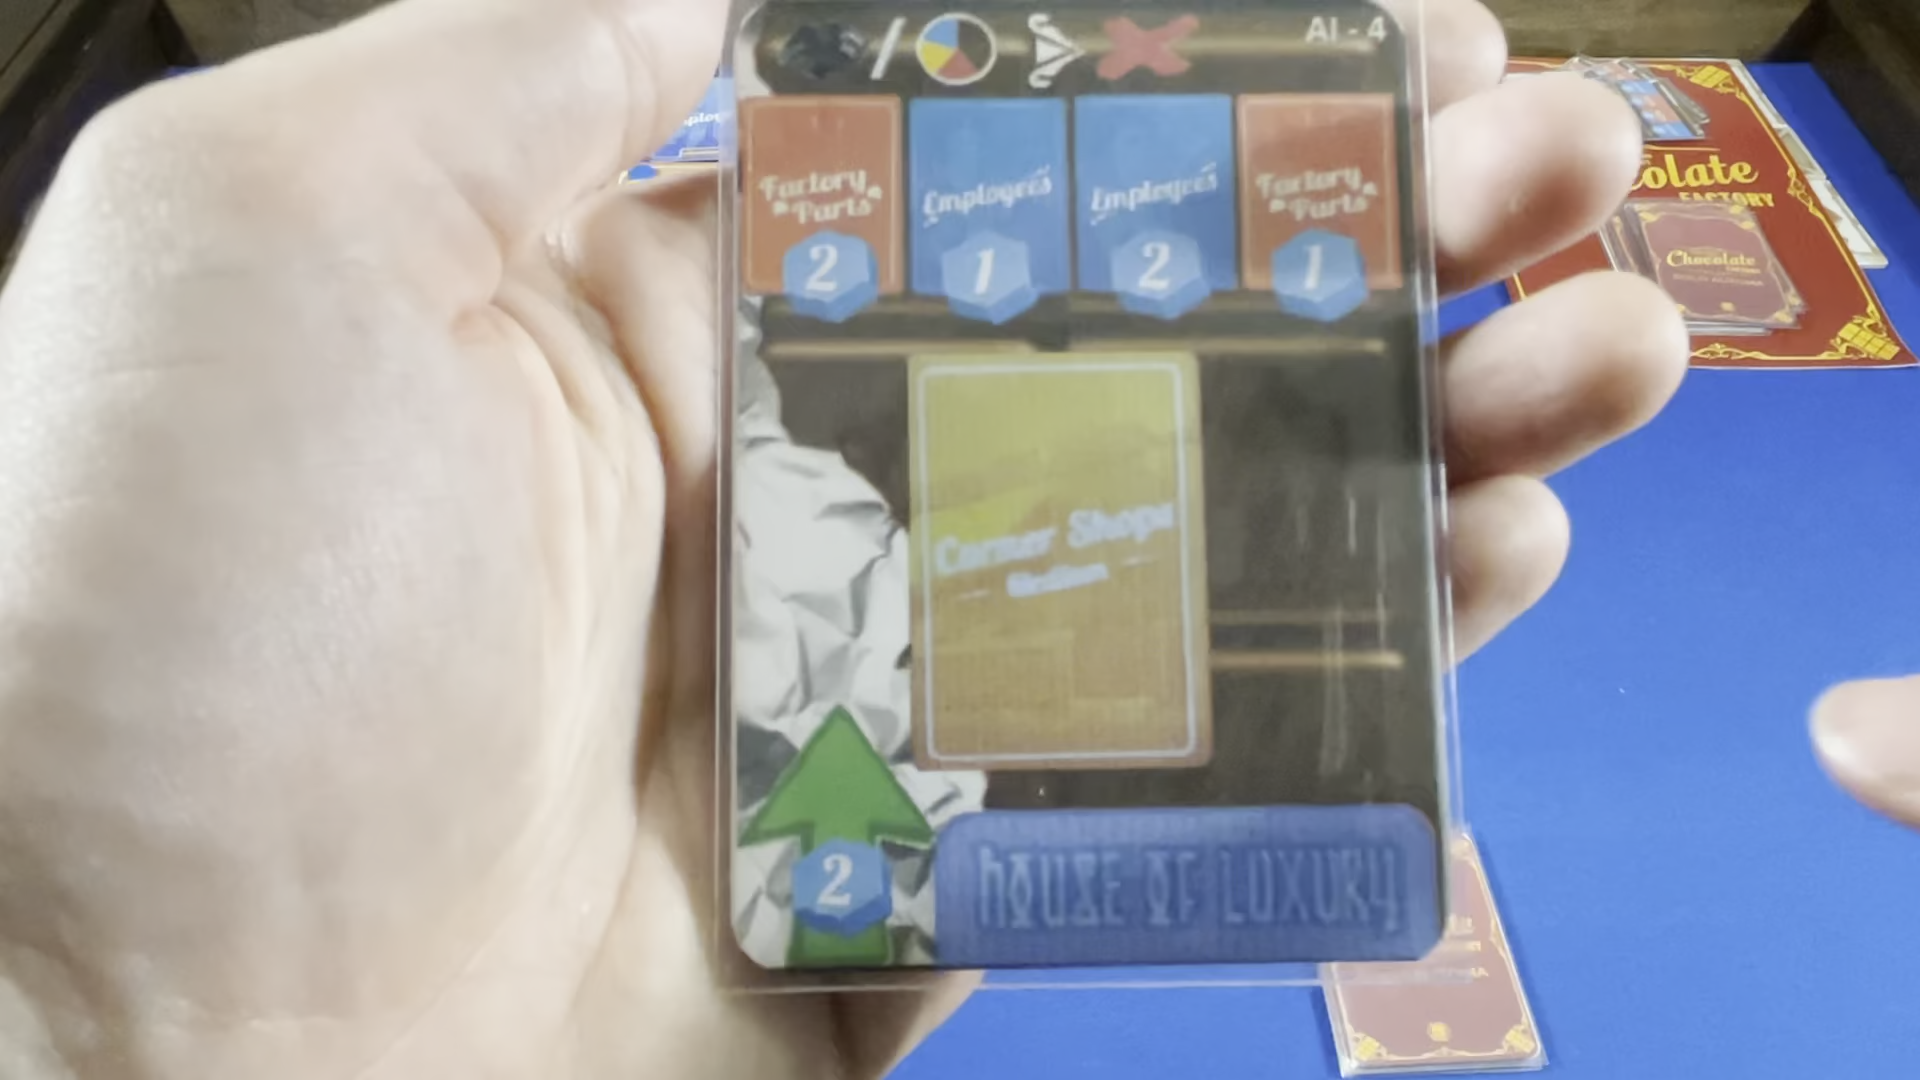 AI - 4
Factory
Parts
Employees
Employees
Factory
Parts
2
1
2
1
Corner Shops
2
HOUSE OF LUXURY
Chocolate
FACTORY
Chocolate